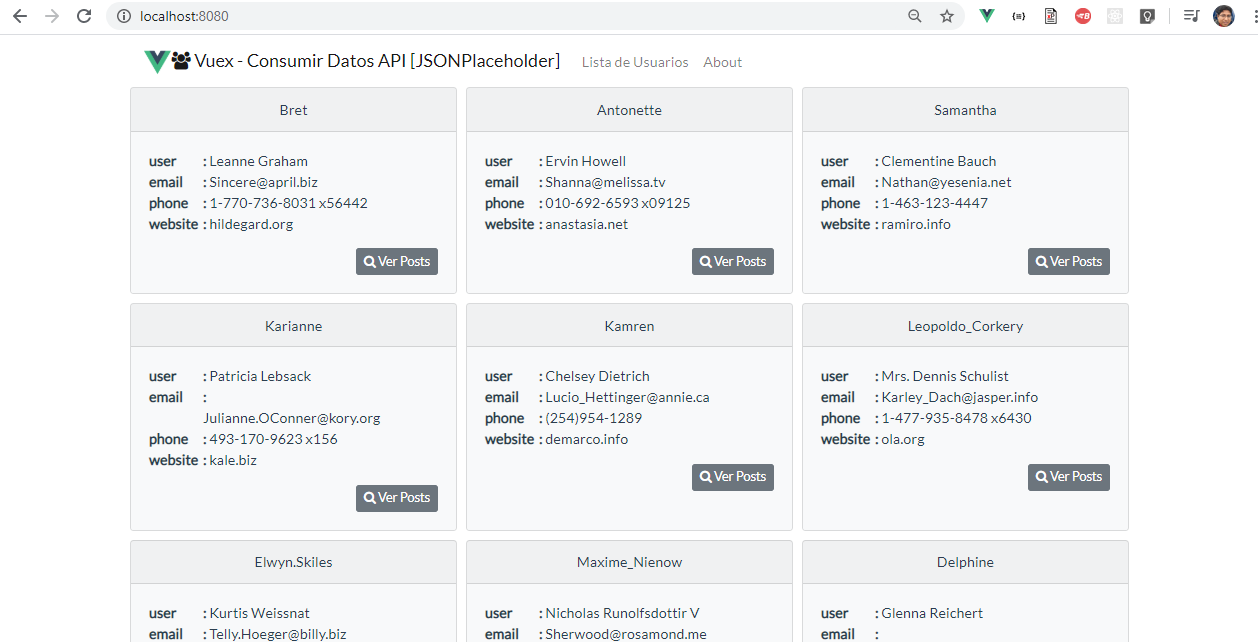 localhost:8080
Vuex - Consumir Datos API [JSONPlaceholder] Lista de Usuarios About
Bret
user : Leanne Graham
email : Sincere@april.biz
phone : 1-770-736-8031 x56442
website : hildegard.org
Ver Posts
Antonette
user : Ervin Howell
email : Shanna@melissa.tv
phone : 010-692-6593 x09125
website : anastasia.net
Ver Posts
Samantha
user : Clementine Bauch
email : Nathan@yesenia.net
phone : 1-463-123-4447
website : ramiro.info
Ver Posts
Karianne
user : Patricia Lebsack
email :
Julianne.OConner@kory.org
phone : 493-170-9623 x156
website : kale.biz
Ver Posts
Kamren
user : Chelsey Dietrich
email : Lucio_Hettinger@annie.ca
phone : (254)954-1289
website : demarco.info
Ver Posts
Leopoldo_Corkery
user : Mrs. Dennis Schulist
email : Karley_Dach@jasper.info
phone : 1-477-935-8478 x6430
website : ola.org
Ver Posts
Elwyn.Skiles
user : Kurtis Weissnat
email : Telly.Hoeger@billy.biz
Maxime_Nienow
user : Nicholas Runolfsdottir V
email : Sherwood@rosamond.me
Delphine
user : Glenna Reichert
email :